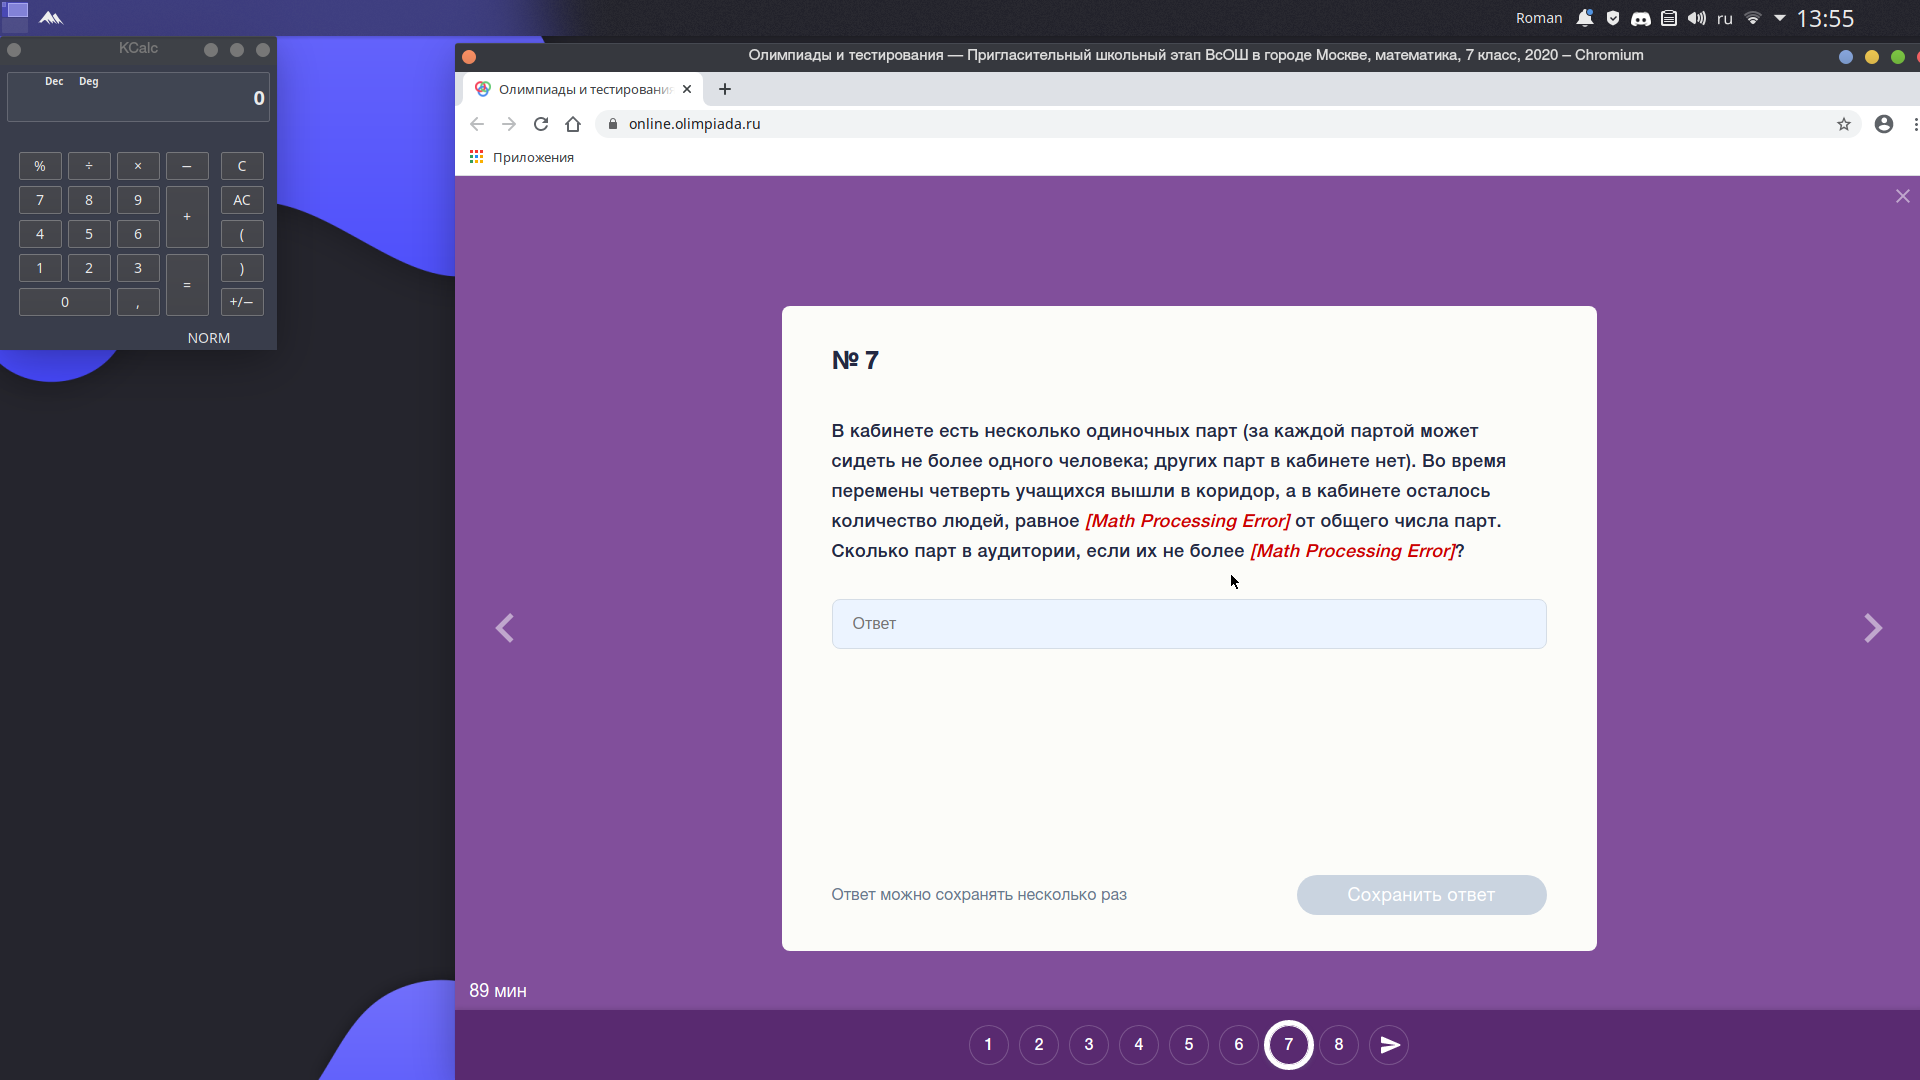 Roman
ru
13:55
KCalc
Dec Deg
0
% ÷ × − C
7 8 9 + AC
4 5 6 (
1 2 3 = )
0 , +/−
NORM
Олимпиады и тестирования — Пригласительный школьный этап ВсОШ в городе Москве, математика, 7 класс, 2020 – Chromium
Олимпиады и тестировани
online.olimpiada.ru
Приложения
№ 7
В кабинете есть несколько одиночных парт (за каждой партой может
сидеть не более одного человека; других парт в кабинете нет). Во время
перемены четверть учащихся вышли в коридор, а в кабинете осталось
количество людей, равное [Math Processing Error] от общего числа парт.
Сколько парт в аудитории, если их не более [Math Processing Error]?
Ответ
Ответ можно сохранять несколько раз
Сохранить ответ
89 мин
1 2 3 4 5 6 7 8